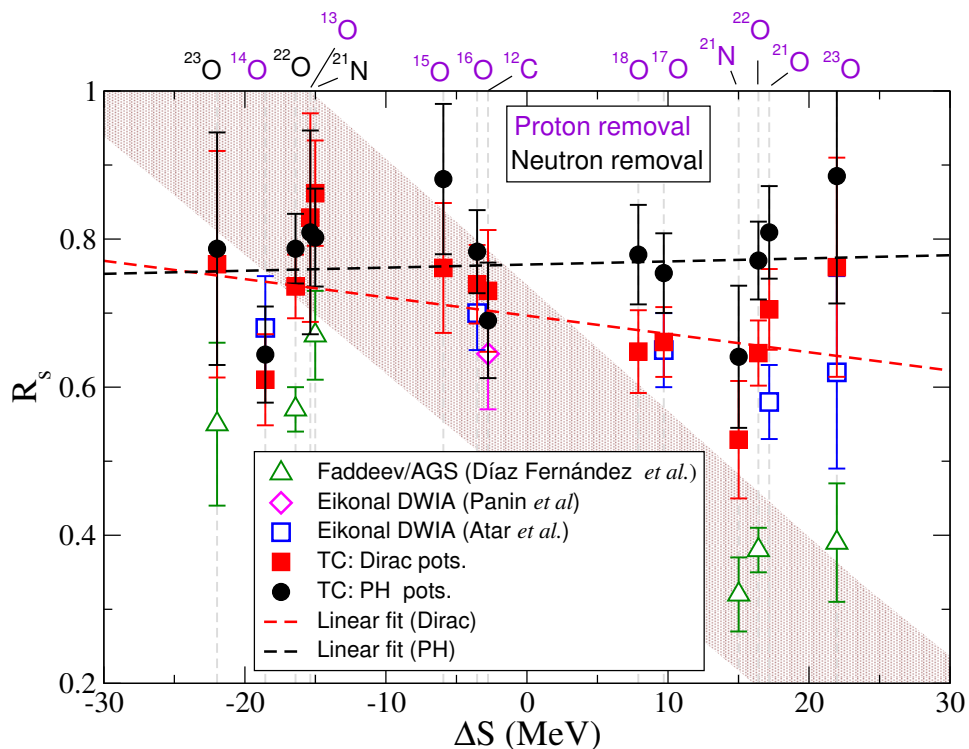 ¹³O
²²O
²³O ¹⁴O ²²O ²¹N ¹⁵O ¹⁶O ¹²C ¹⁸O ¹⁷O ²¹N ²¹O ²³O
Proton removal
Neutron removal
1
0.8
0.6
0.4
0.2
R_s
Faddeev/AGS (Díaz Fernández et al.)
Eikonal DWIA (Panin et al)
Eikonal DWIA (Atar et al.)
TC: Dirac pots.
TC: PH pots.
Linear fit (Dirac)
Linear fit (PH)
-30 -20 -10 0 10 20 30
ΔS (MeV)